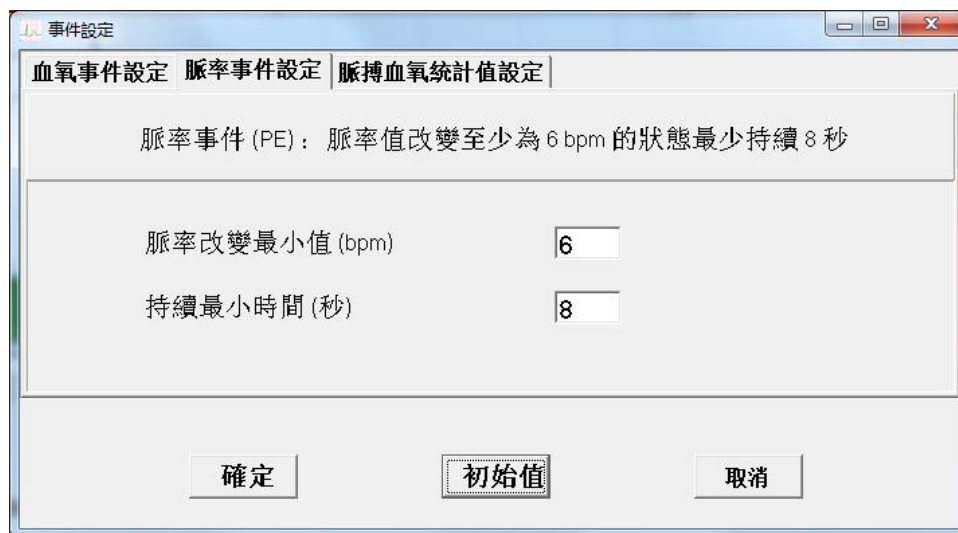 事件設定
血氧事件設定 脈率事件設定 脈搏血氧統計值設定
脈率事件 (PE) : 脈率值改變至少為 6 bpm 的狀態最少持續 8 秒
脈率改變最小值 (bpm) 6
持續最小時間 (秒) 8
確定 初始值 取消